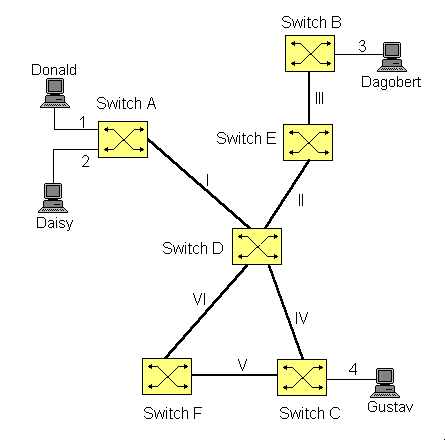 Switch B
3
Dagobert
Donald
Switch A
1
2
Daisy
III
Switch E
I
II
Switch D
VI
IV
V
4
Switch F
Switch C
Gustav